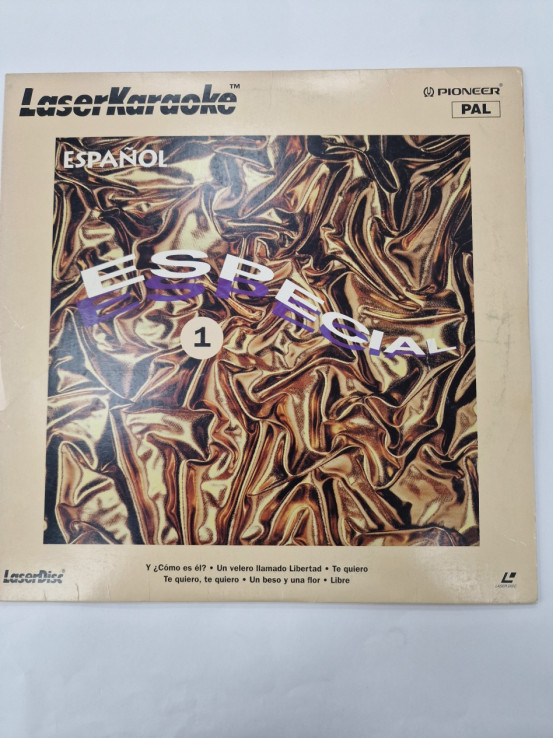 LaserKaraoke™
PIONEER®
PAL
ESPAÑOL
ESPECIAL
1
Y ¿Cómo es él? • Un velero llamado Libertad • Te quiero
Te quiero, te quiero • Un beso y una flor • Libre
LaserDisc